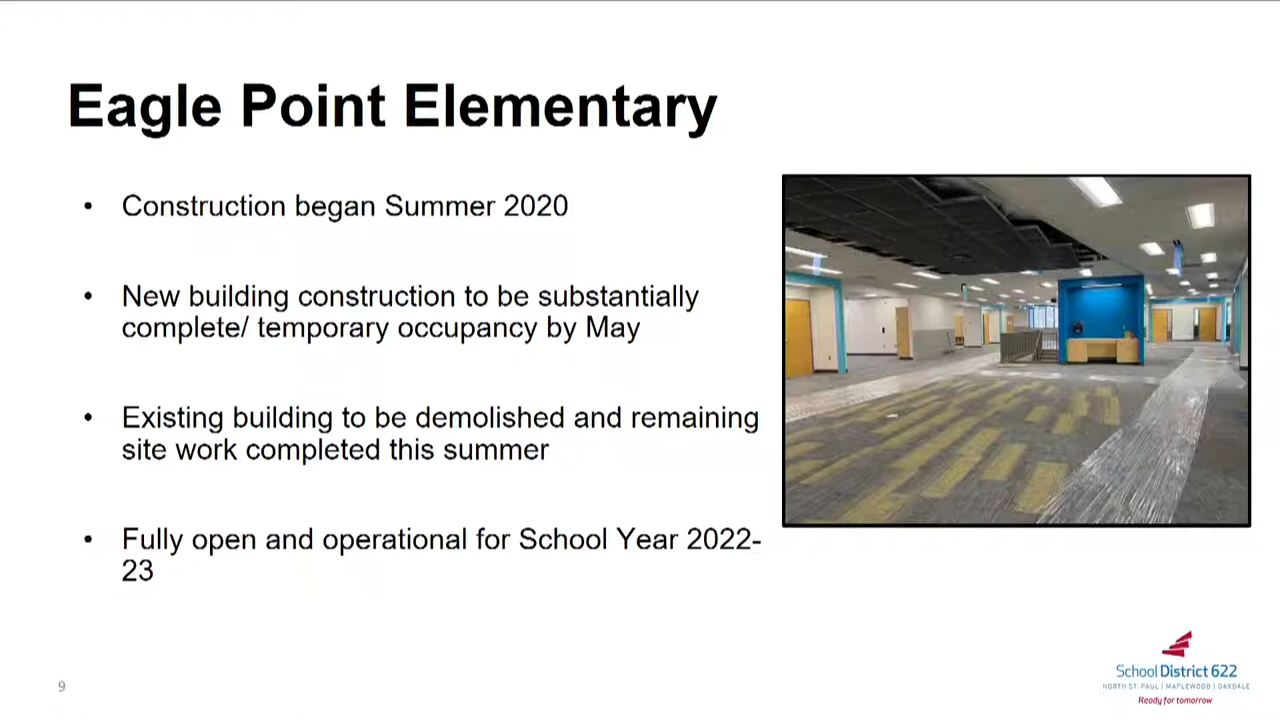 Eagle Point Elementary
• Construction began Summer 2020
• New building construction to be substantially
complete/ temporary occupancy by May
• Existing building to be demolished and remaining
site work completed this summer
• Fully open and operational for School Year 2022-
23
9
School District 622
NORTH ST. PAUL | MAPLEWOOD | OAKDALE
Ready for tomorrow